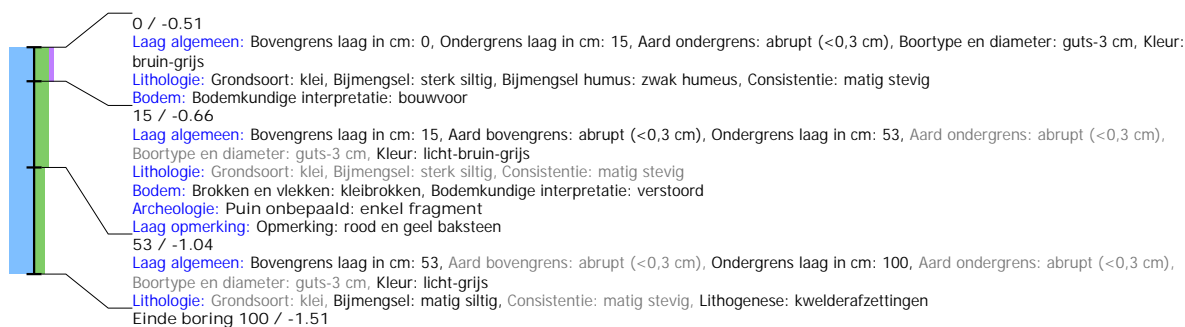 0 / -0.51
Laag algemeen: Bovengrens laag in cm: 0, Ondergrens laag in cm: 15, Aard ondergrens: abrupt (<0,3 cm), Boortype en diameter: guts-3 cm, Kleur:
bruin-grijs
Lithologie: Grondsoort: klei, Bijmengsel: sterk siltig, Bijmengsel humus: zwak humeus, Consistentie: matig stevig
Bodem: Bodemkundige interpretatie: bouwvoor
15 / -0.66
Laag algemeen: Bovengrens laag in cm: 15, Aard bovengrens: abrupt (<0,3 cm), Ondergrens laag in cm: 53, Aard ondergrens: abrupt (<0,3 cm),
Boortype en diameter: guts-3 cm, Kleur: licht-bruin-grijs
Lithologie: Grondsoort: klei, Bijmengsel: sterk siltig, Consistentie: matig stevig
Bodem: Brokken en vlekken: kleibrokken, Bodemkundige interpretatie: verstoord
Archeologie: Puin onbepaald: enkel fragment
Laag opmerking: Opmerking: rood en geel baksteen
53 / -1.04
Laag algemeen: Bovengrens laag in cm: 53, Aard bovengrens: abrupt (<0,3 cm), Ondergrens laag in cm: 100, Aard ondergrens: abrupt (<0,3 cm),
Boortype en diameter: guts-3 cm, Kleur: licht-grijs
Lithologie: Grondsoort: klei, Bijmengsel: matig siltig, Consistentie: matig stevig, Lithogenese: kwelderafzettingen
Einde boring 100 / -1.51